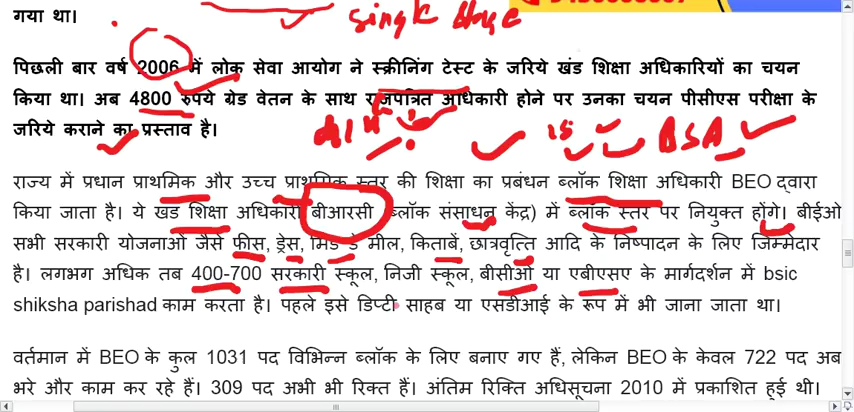 गया था।
single stage
पिछली बार वर्ष 2006 में लोक सेवा आयोग ने स्क्रीनिंग टेस्ट के जरिये खंड शिक्षा अधिकारियों का चयन
किया था। अब 4800 रुपये ग्रेड वेतन के साथ राजपत्रित अधिकारी होने पर उनका चयन पीसीएस परीक्षा के
जरिये कराने का प्रस्ताव है।
BSA
राज्य में प्रधान प्राथमिक और उच्च प्राथमिक स्तर की शिक्षा का प्रबंधन ब्लॉक शिक्षा अधिकारी BEO द्वारा
किया जाता है। ये खंड शिक्षा अधिकारी बीआरसी ब्लॉक संसाधन केंद्र) में ब्लॉक स्तर पर नियुक्त होंगे। बीईओ
सभी सरकारी योजनाओं जैसे फीस, ड्रेस, मिड डे मील, किताबें, छात्रवृत्ति आदि के निष्पादन के लिए जिम्मेदार
है। लगभग अधिक तब 400-700 सरकारी स्कूल, निजी स्कूल, बीसीओ या एबीएसए के मार्गदर्शन में bsic
shiksha parishad काम करता है। पहले इसे डिप्टी साहब या एसडीआई के रूप में भी जाना जाता था।
वर्तमान में BEO के कुल 1031 पद विभिन्न ब्लॉक के लिए बनाए गए हैं, लेकिन BEO के केवल 722 पद अब
भरे और काम कर रहे हैं। 309 पद अभी भी रिक्त हैं। अंतिम रिक्ति अधिसूचना 2010 में प्रकाशित हुई थी।